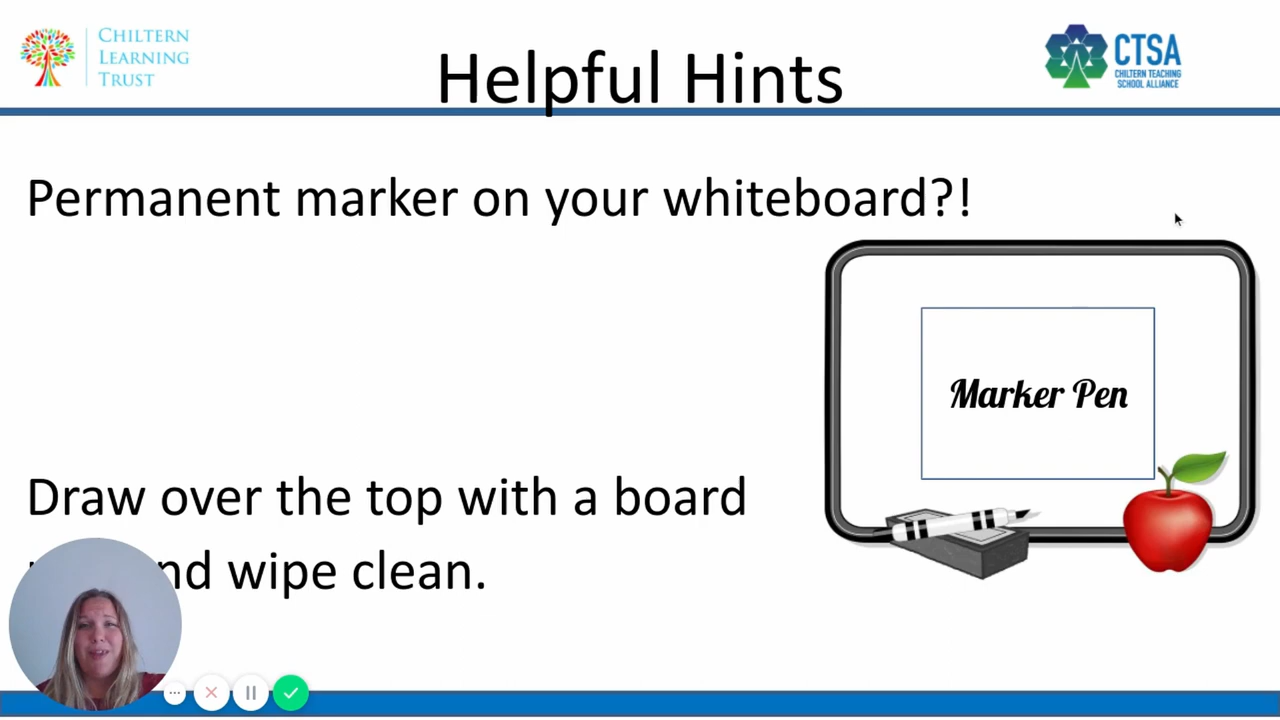 CHILTERN
LEARNING
TRUST
CTSA
CHILTERN TEACHING
SCHOOL ALLIANCE
Helpful Hints
Permanent marker on your whiteboard?!
Marker Pen
Draw over the top with a board
and wipe clean.